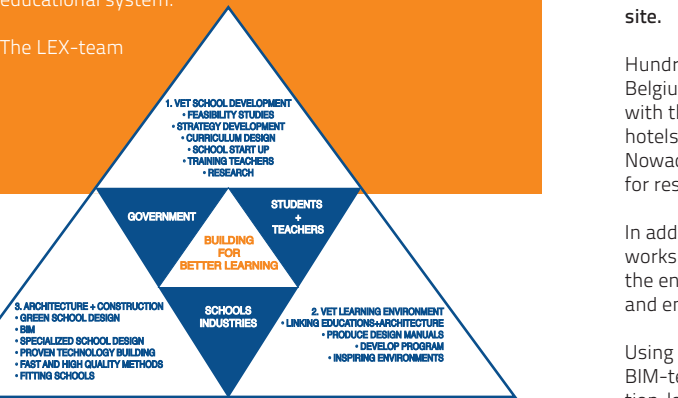 educational system.
The LEX-team
1. VET SCHOOL DEVELOPMENT
• FEASIBILITY STUDIES
• STRATEGY DEVELOPMENT
• CURRICULUM DESIGN
• SCHOOL START UP
• TRAINING TEACHERS
• RESEARCH
GOVERNMENT
STUDENTS
+
TEACHERS
BUILDING
FOR
BETTER LEARNING
SCHOOLS
INDUSTRIES
3. ARCHITECTURE + CONSTRUCTION
• GREEN SCHOOL DESIGN
• BIM
• SPECIALIZED SCHOOL DESIGN
• PROVEN TECHNOLOGY BUILDING
• FAST AND HIGH QUALITY METHODS
• FITTING SCHOOLS
2. VET LEARNING ENVIRONMENT
• LINKING EDUCATIONS+ARCHITECTURE
• PRODUCE DESIGN MANUALS
• DEVELOP PROGRAM
• INSPIRING ENVIRONMENTS
site.
Hundr
Belgiu
with th
hotels
Nowad
for res
In add
works
the en
and en
Using
BIM-te